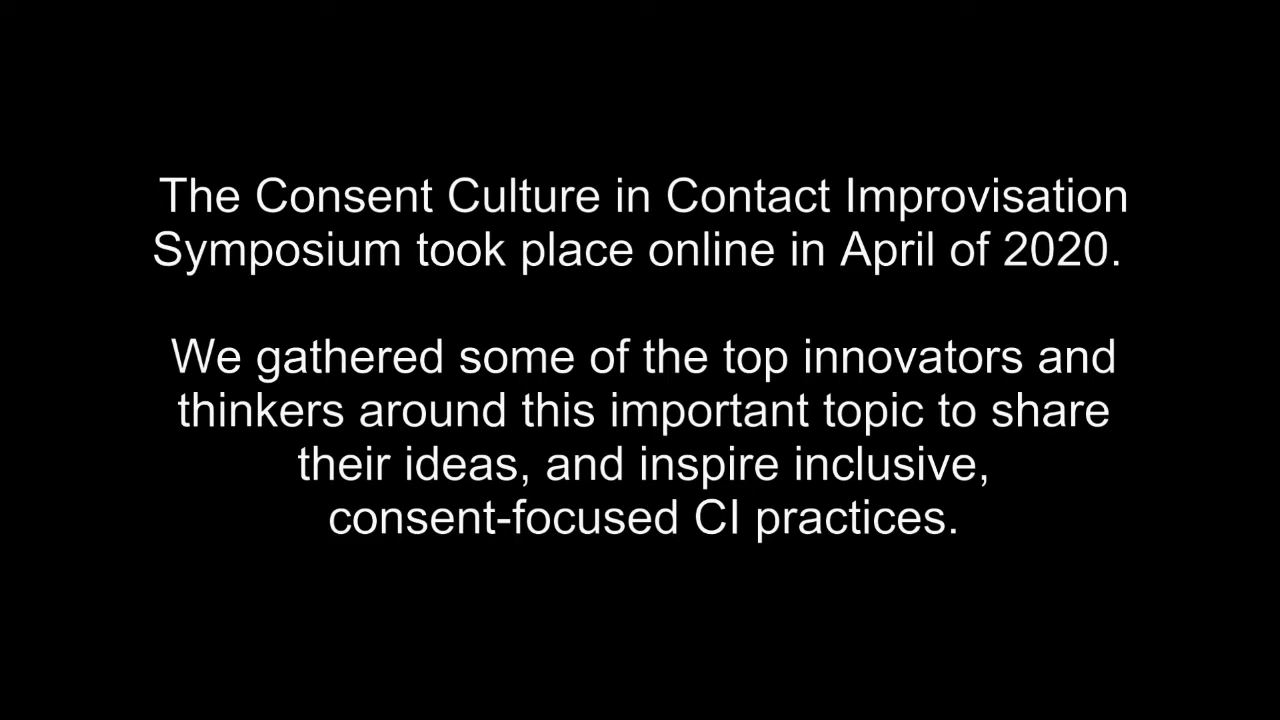 The Consent Culture in Contact Improvisation
Symposium took place online in April of 2020.
We gathered some of the top innovators and
thinkers around this important topic to share
their ideas, and inspire inclusive,
consent-focused CI practices.